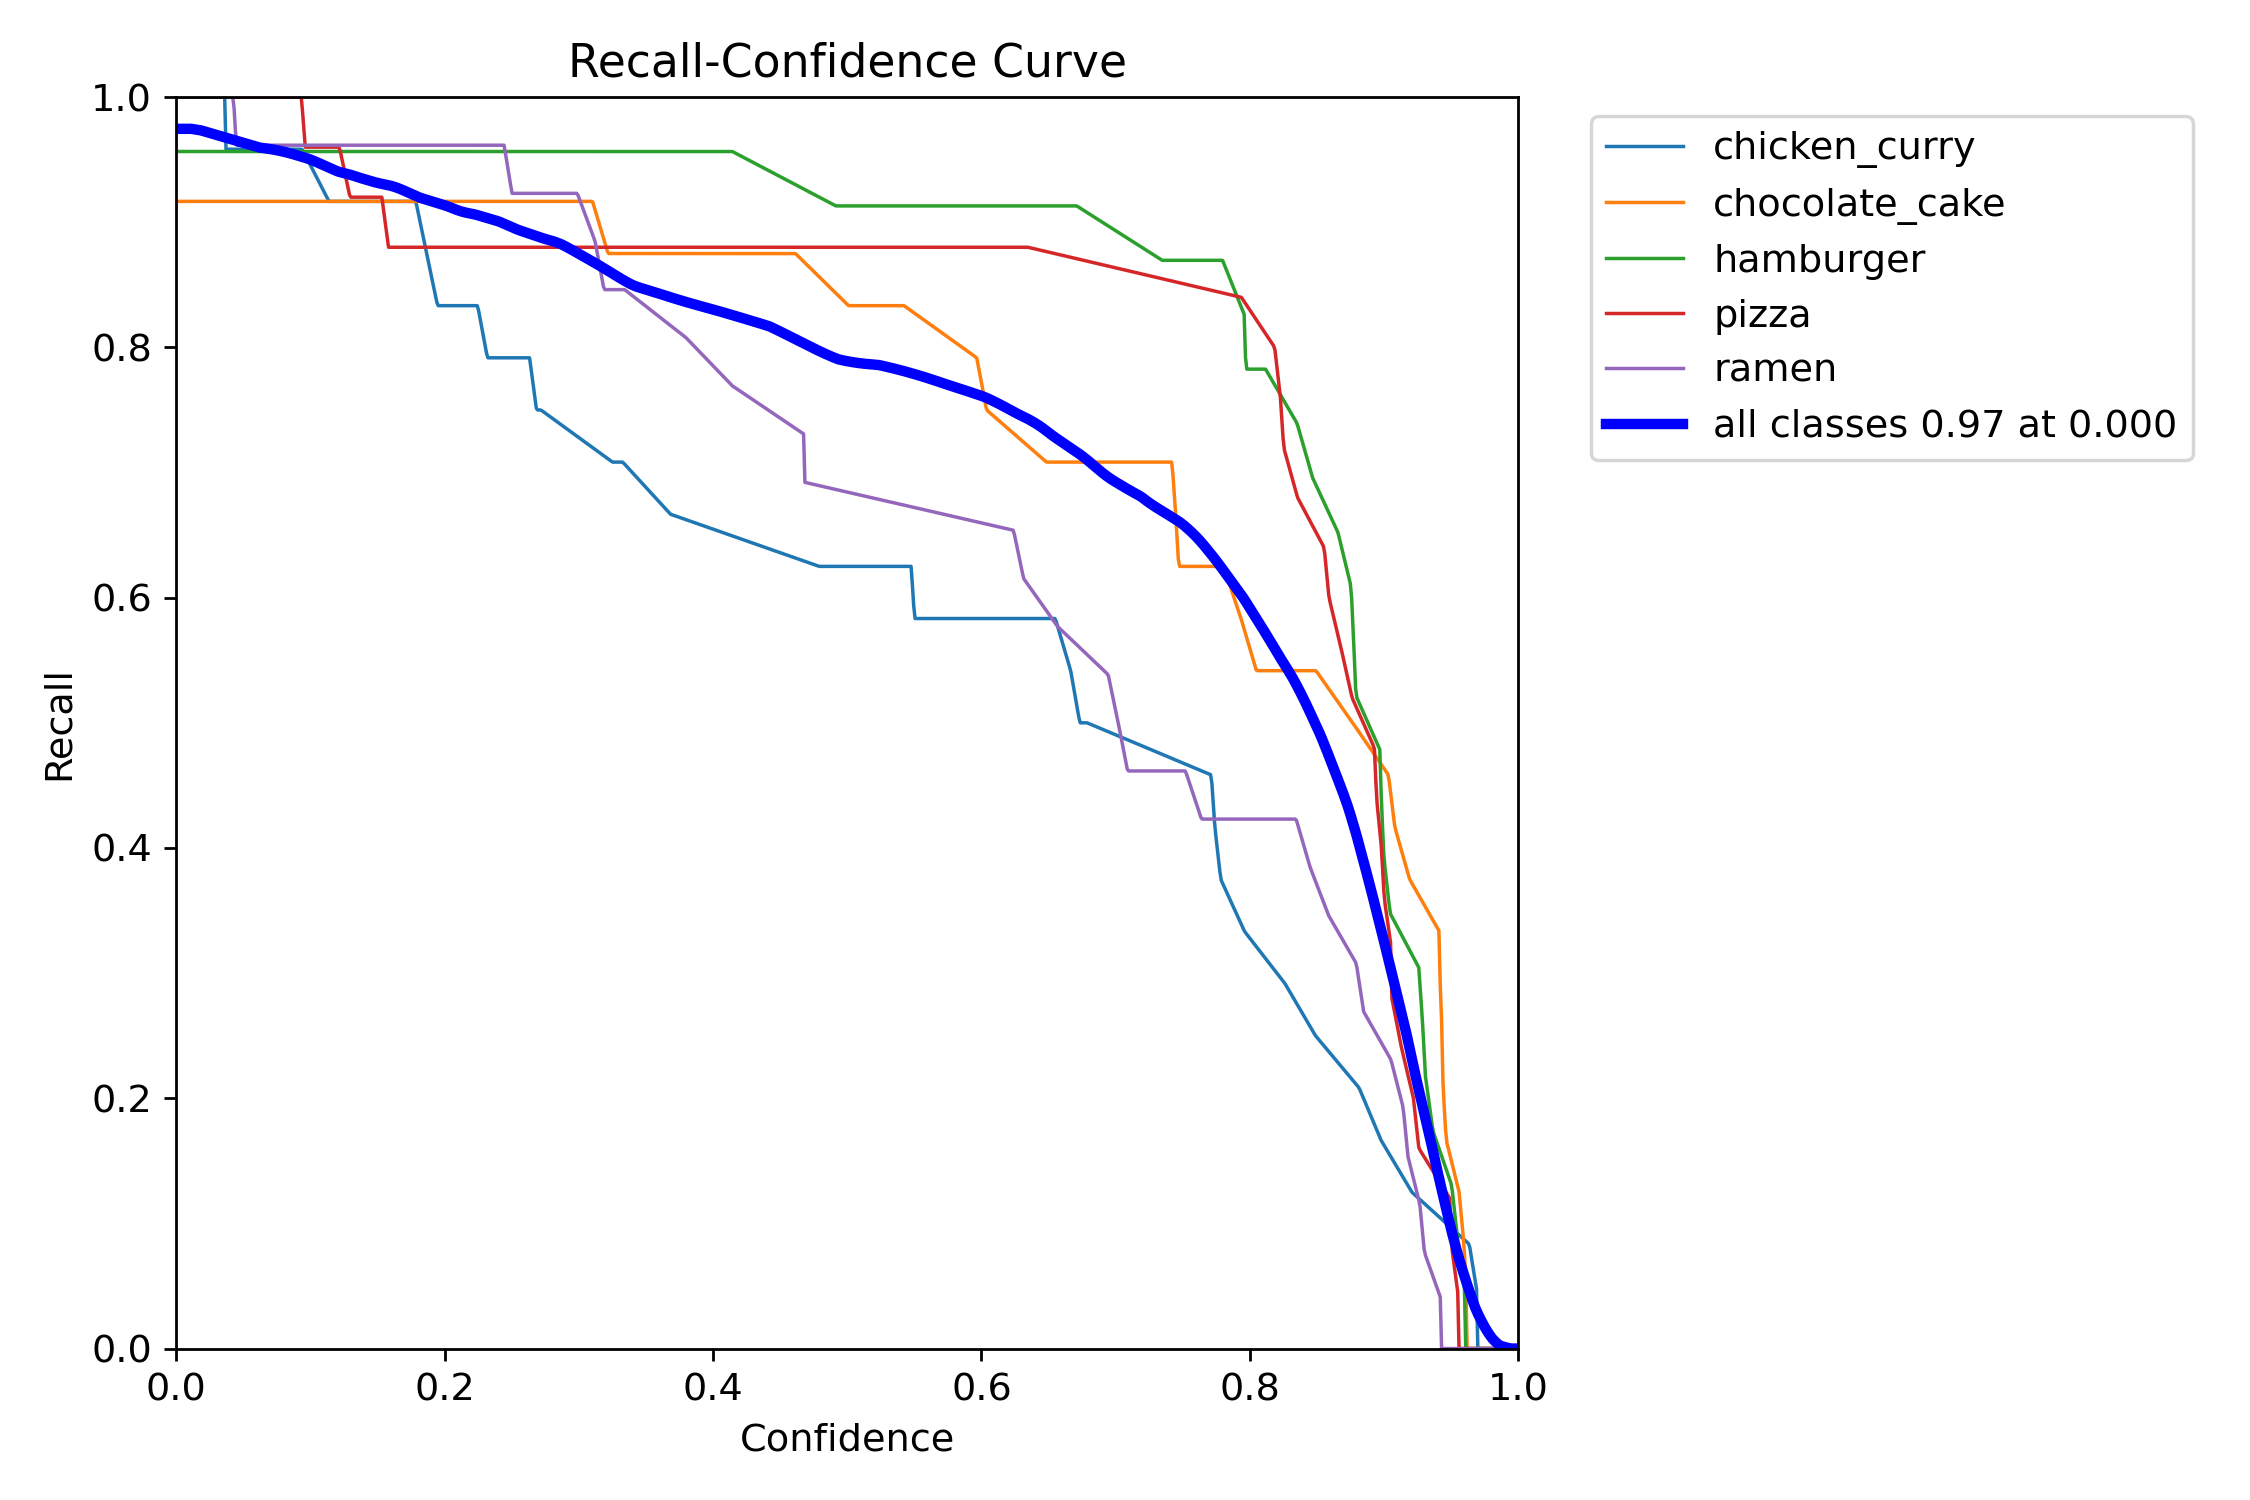 Recall-Confidence Curve
1.0
0.8
0.6
0.4
0.2
0.0
Recall
0.0 0.2 0.4 0.6 0.8 1.0
Confidence
chicken_curry
chocolate_cake
hamburger
pizza
ramen
all classes 0.97 at 0.000